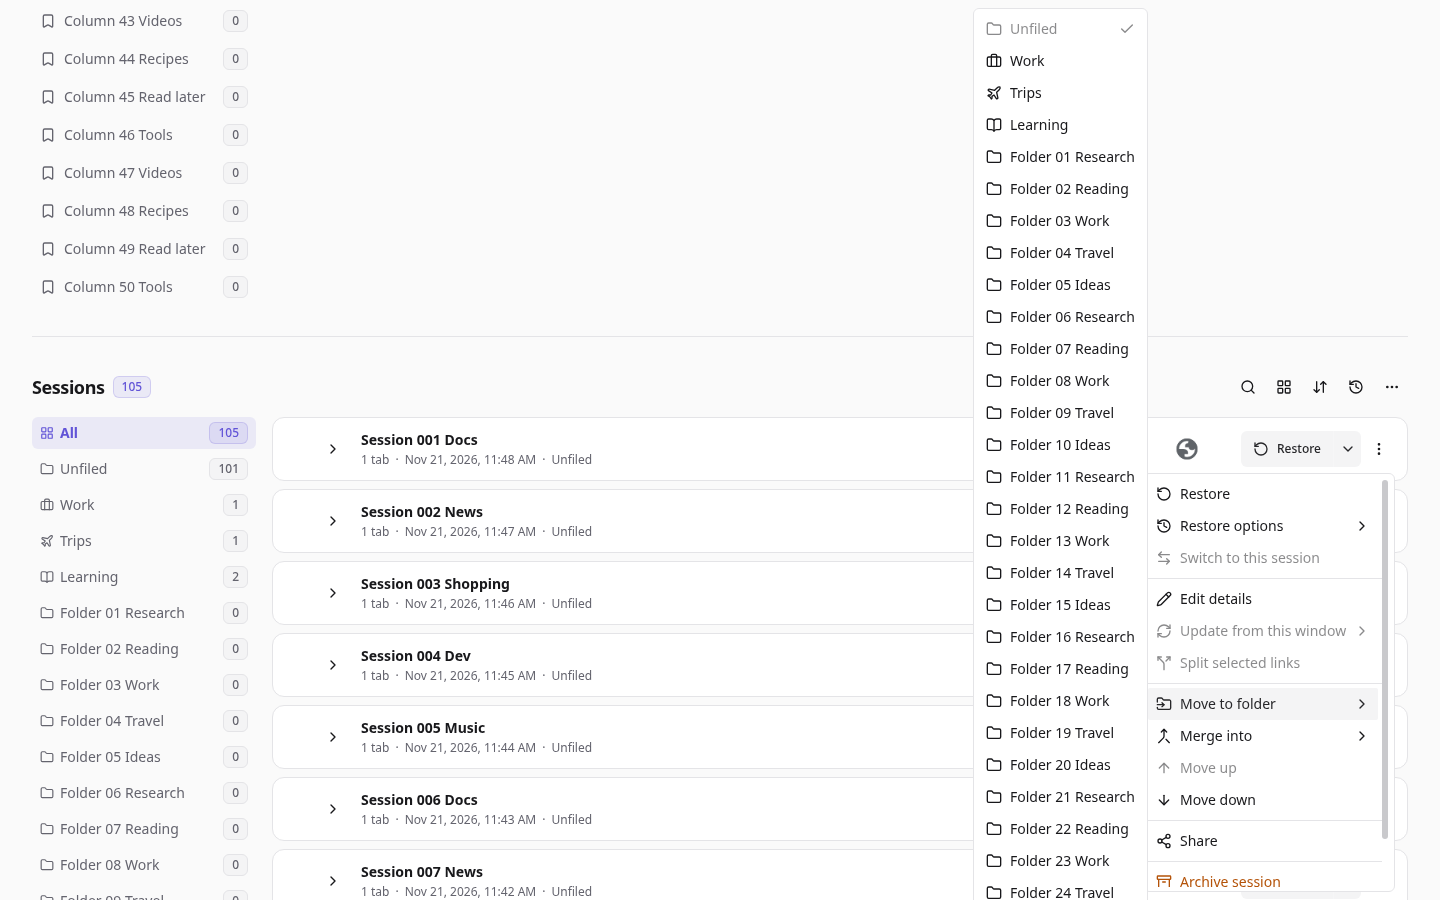 Column 43 Videos 0
Column 44 Recipes 0
Column 45 Read later 0
Column 46 Tools 0
Column 47 Videos 0
Column 48 Recipes 0
Column 49 Read later 0
Column 50 Tools 0
Sessions 105
All 105
Unfiled 101
Work 1
Trips 1
Learning 2
Folder 01 Research 0
Folder 02 Reading 0
Folder 03 Work 0
Folder 04 Travel 0
Folder 05 Ideas 0
Folder 06 Research 0
Folder 07 Reading 0
Folder 08 Work 0
Folder 09 Travel 0
Session 001 Docs
1 tab · Nov 21, 2026, 11:48 AM · Unfiled
Session 002 News
1 tab · Nov 21, 2026, 11:47 AM · Unfiled
Session 003 Shopping
1 tab · Nov 21, 2026, 11:46 AM · Unfiled
Session 004 Dev
1 tab · Nov 21, 2026, 11:45 AM · Unfiled
Session 005 Music
1 tab · Nov 21, 2026, 11:44 AM · Unfiled
Session 006 Docs
1 tab · Nov 21, 2026, 11:43 AM · Unfiled
Session 007 News
1 tab · Nov 21, 2026, 11:42 AM · Unfiled
Unfiled
Work
Trips
Learning
Folder 01 Research
Folder 02 Reading
Folder 03 Work
Folder 04 Travel
Folder 05 Ideas
Folder 06 Research
Folder 07 Reading
Folder 08 Work
Folder 09 Travel
Folder 10 Ideas
Folder 11 Research
Folder 12 Reading
Folder 13 Work
Folder 14 Travel
Folder 15 Ideas
Folder 16 Research
Folder 17 Reading
Folder 18 Work
Folder 19 Travel
Folder 20 Ideas
Folder 21 Research
Folder 22 Reading
Folder 23 Work
Folder 24 Travel
Restore
Restore
Restore options
Switch to this session
Edit details
Update from this window
Split selected links
Move to folder
Merge into
Move up
Move down
Share
Archive session